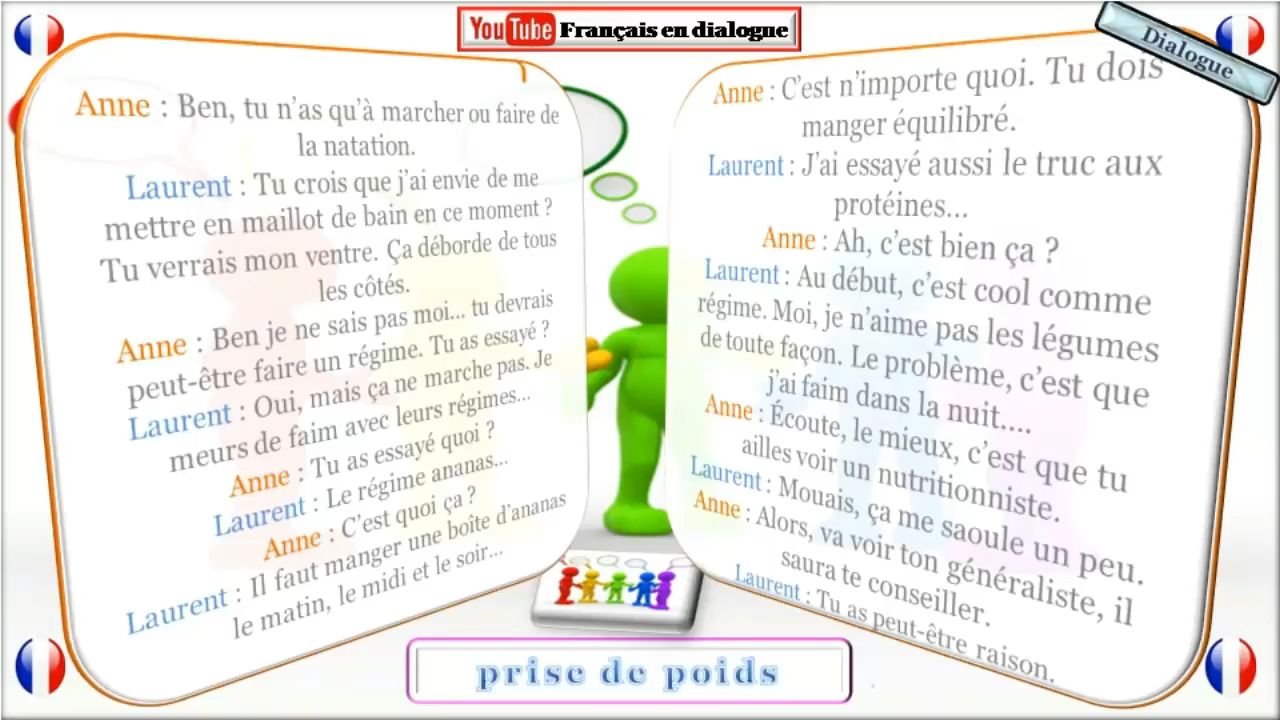 YouTube Français en dialogue
Dialogue
Anne : Ben, tu n'as qu'à marcher ou faire de
la natation.
Laurent : Tu crois que j'ai envie de me
mettre en maillot de bain en ce moment ?
Tu verrais mon ventre. Ça déborde de tous
les côtés.
Anne : Ben je ne sais pas moi... tu devrais
peut-être faire un régime. Tu as essayé ?
Laurent : Oui, mais ça ne marche pas. Je
meurs de faim avec leurs régimes...
Anne : Tu as essayé quoi ?
Laurent : Le régime ananas...
Anne : C'est quoi ça ?
Laurent : Il faut manger une boîte d'ananas
le matin, le midi et le soir...
Anne : C'est n'importe quoi. Tu dois
manger équilibré.
Laurent : J'ai essayé aussi le truc aux
protéines...
Anne : Ah, c'est bien ça ?
Laurent : Au début, c'est cool comme
régime. Moi, je n'aime pas les légumes
de toute façon. Le problème, c'est que
j'ai faim dans la nuit....
Anne : Écoute, le mieux, c'est que tu
ailles voir un nutritionniste.
Laurent : Mouais, ça me saoule un peu.
Anne : Alors, va voir ton généraliste, il
saura te conseiller.
Laurent : Tu as peut-être raison.
prise de poids